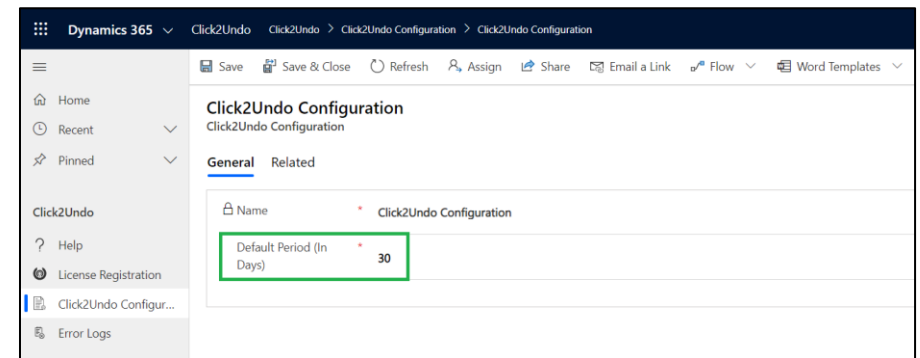 Dynamics 365 Click2Undo Click2Undo > Click2Undo Configuration > Click2Undo Configuration
Save Save & Close Refresh Assign Share Email a Link Flow Word Templates
Home
Recent
Pinned
Click2Undo
Help
License Registration
Click2Undo Configur...
Error Logs
Click2Undo Configuration
Click2Undo Configuration
General Related
Name * Click2Undo Configuration
Default Period (In * 30
Days)